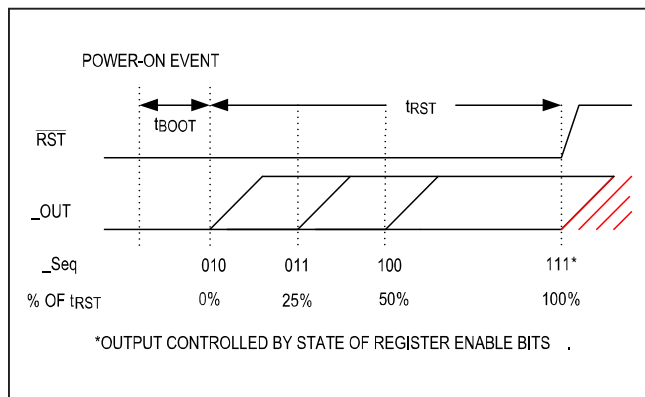 POWER-ON EVENT
tBOOT
tRST
RST
_OUT
_Seq 010 011 100 111*
% OF tRST 0% 25% 50% 100%
*OUTPUT CONTROLLED BY STATE OF REGISTER ENABLE BITS .